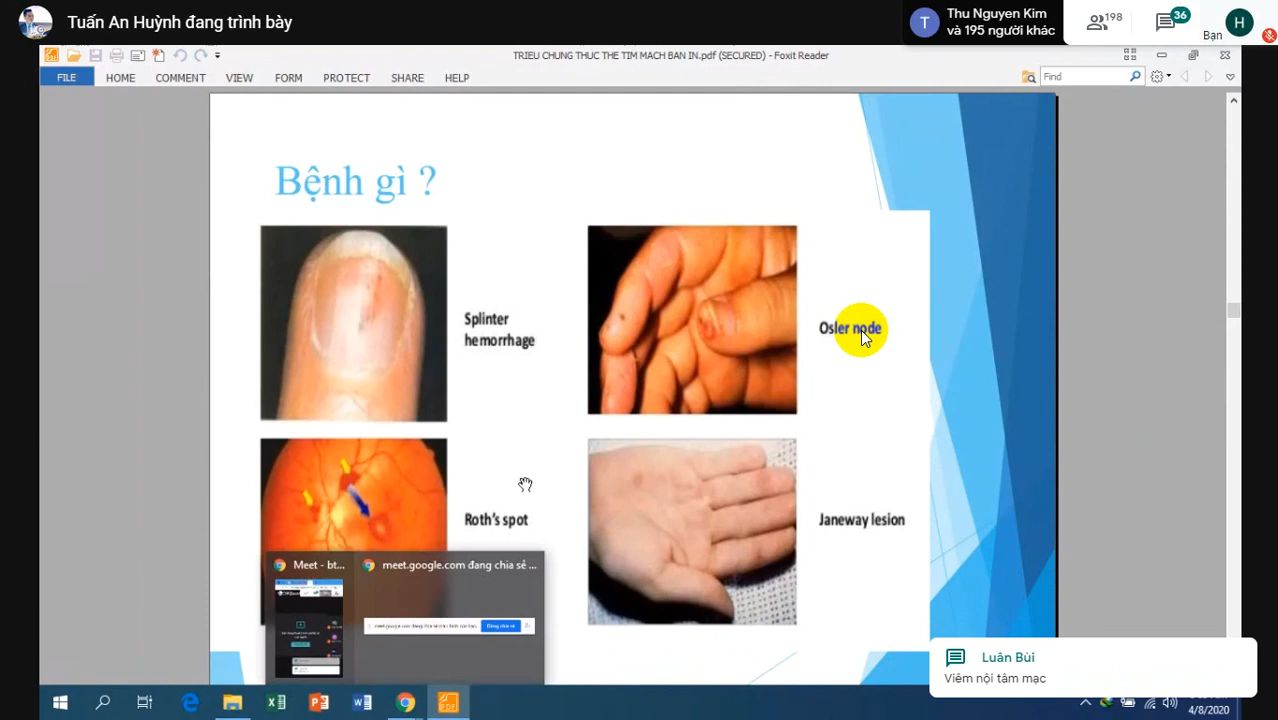 Tuấn An Huỳnh đang trình bày
Thu Nguyen Kim
và 195 người khác
198
36
Bạn
T
H
TRIEU CHUNG THUC THE TIM MACH BAN IN.pdf (SECURED) - Foxit Reader
FILE HOME COMMENT VIEW FORM PROTECT SHARE HELP
Find
Bệnh gì ?
Splinter
hemorrhage
Osler node
Roth's spot
Janeway lesion
Meet - bt...
meet.google.com đang chia sẻ ...
Luân Bùi
Viêm nội tâm mạc
4/8/2020